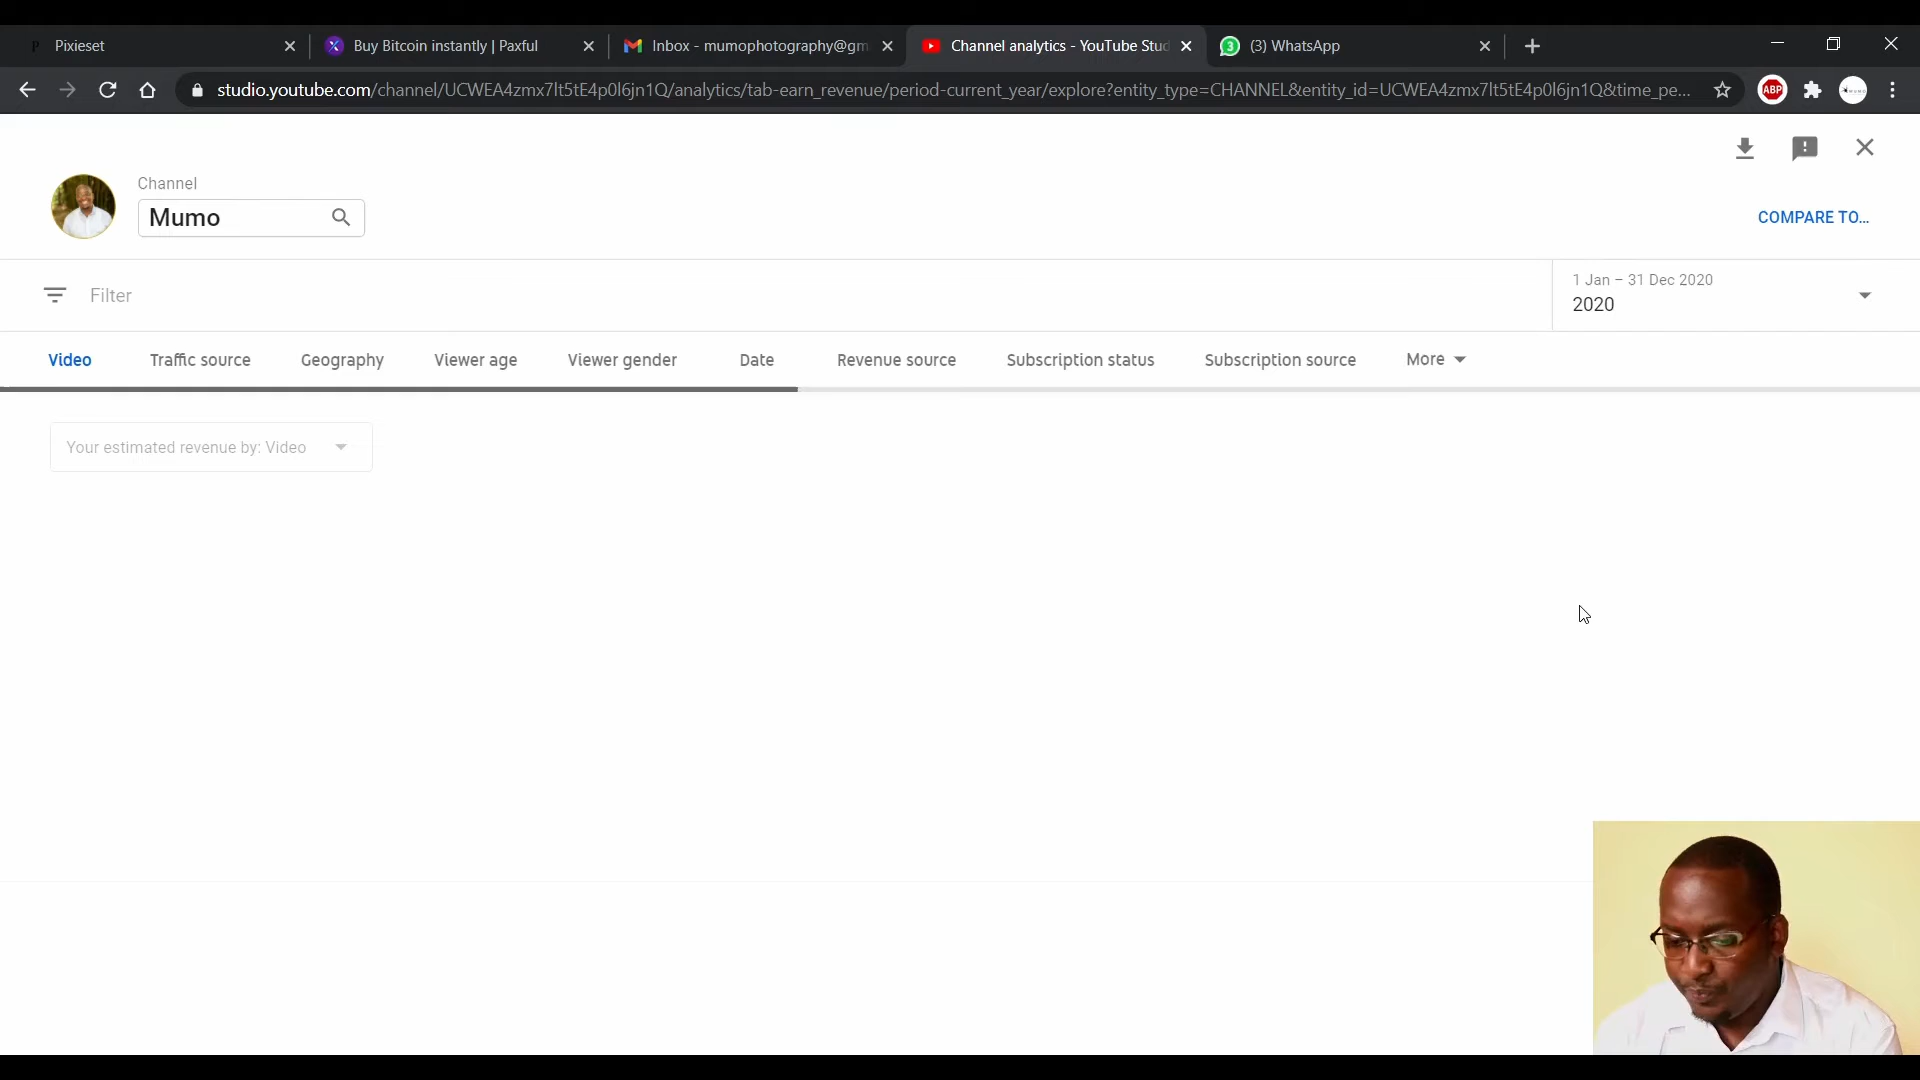 Pixieset
Buy Bitcoin instantly | Paxful
Inbox - mumophotography@gm
Channel analytics - YouTube Stud
(3) WhatsApp
studio.youtube.com/channel/UCWEA4zmx7lt5tE4p0l6jn1Q/analytics/tab-earn_revenue/period-current_year/explore?entity_type=CHANNEL&entity_id=UCWEA4zmx7lt5tE4p0l6jn1Q&time_pe...
ABP
Channel
Mumo
COMPARE TO...
Filter
1 Jan – 31 Dec 2020
2020
Video
Traffic source
Geography
Viewer age
Viewer gender
Date
Revenue source
Subscription status
Subscription source
More
Your estimated revenue by: Video